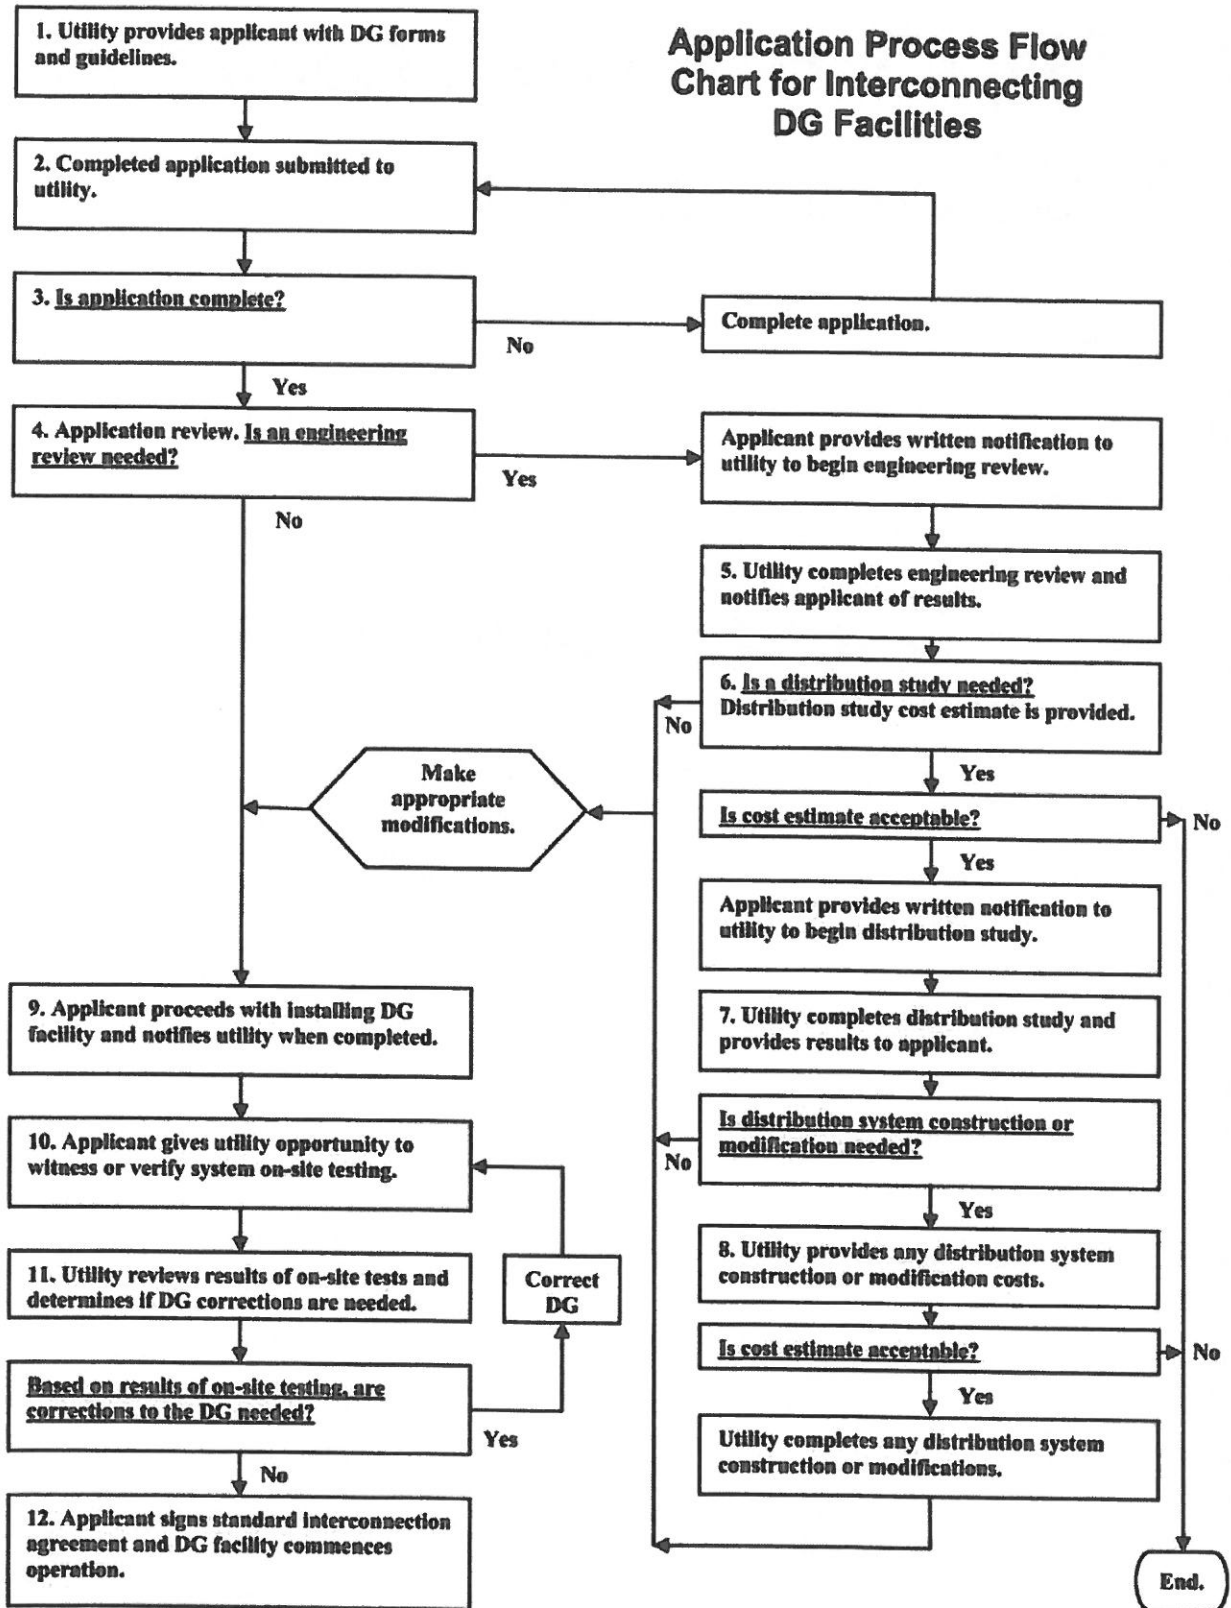 Application Process Flow
Chart for Interconnecting
DG Facilities
1. Utility provides applicant with DG forms
and guidelines.
2. Completed application submitted to
utility.
3. Is application complete?
No
Complete application.
Yes
4. Application review. Is an engineering
review needed?
Yes
No
Applicant provides written notification to
utility to begin engineering review.
5. Utility completes engineering review and
notifies applicant of results.
6. Is a distribution study needed?
Distribution study cost estimate is provided.
No
Yes
Make
appropriate
modifications.
Is cost estimate acceptable?
No
Yes
Applicant provides written notification to
utility to begin distribution study.
7. Utility completes distribution study and
provides results to applicant.
Is distribution system construction or
modification needed?
No
Yes
8. Utility provides any distribution system
construction or modification costs.
Is cost estimate acceptable?
No
Yes
Utility completes any distribution system
construction or modifications.
End.
9. Applicant proceeds with installing DG
facility and notifies utility when completed.
10. Applicant gives utility opportunity to
witness or verify system on-site testing.
11. Utility reviews results of on-site tests and
determines if DG corrections are needed.
Correct
DG
Based on results of on-site testing, are
corrections to the DG needed?
Yes
No
12. Applicant signs standard interconnection
agreement and DG facility commences
operation.